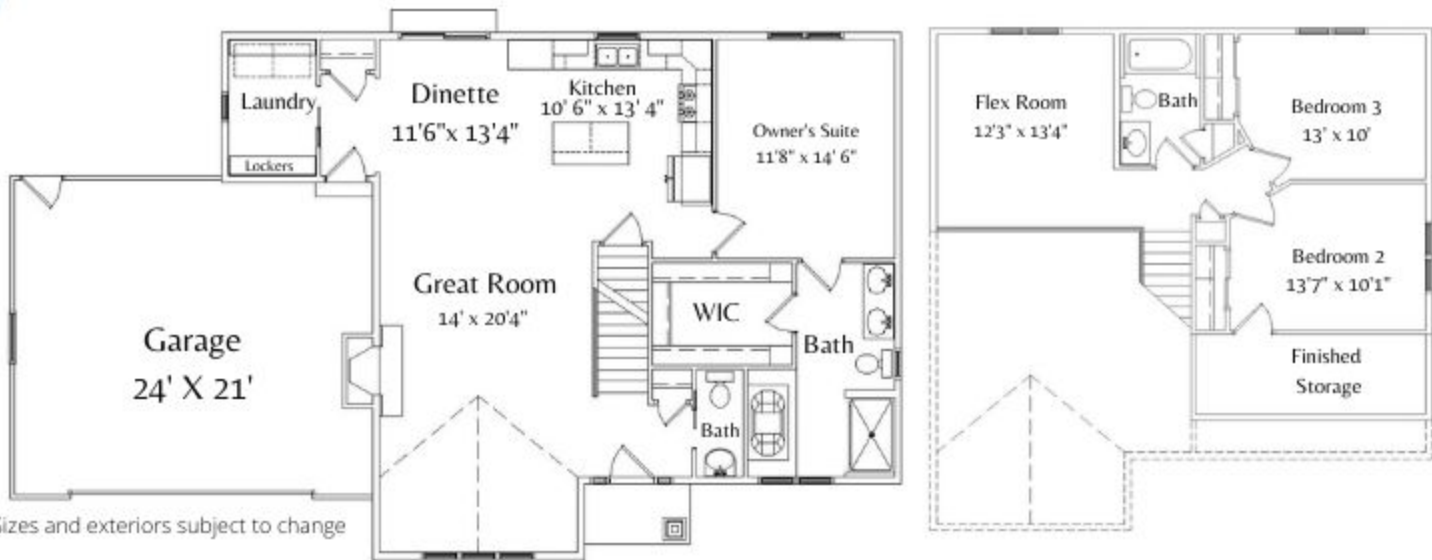 Laundry
Lockers
Dinette
11'6"x 13'4"
Kitchen
10' 6" x 13' 4"
Owner's Suite
11'8" x 14' 6"
Garage
24' X 21'
Great Room
14' x 20'4"
WIC
Bath
Bath
Flex Room
12'3" x 13'4"
Bath
Bedroom 3
13' x 10'
Bedroom 2
13'7" x 10'1"
Finished
Storage
Sizes and exteriors subject to change